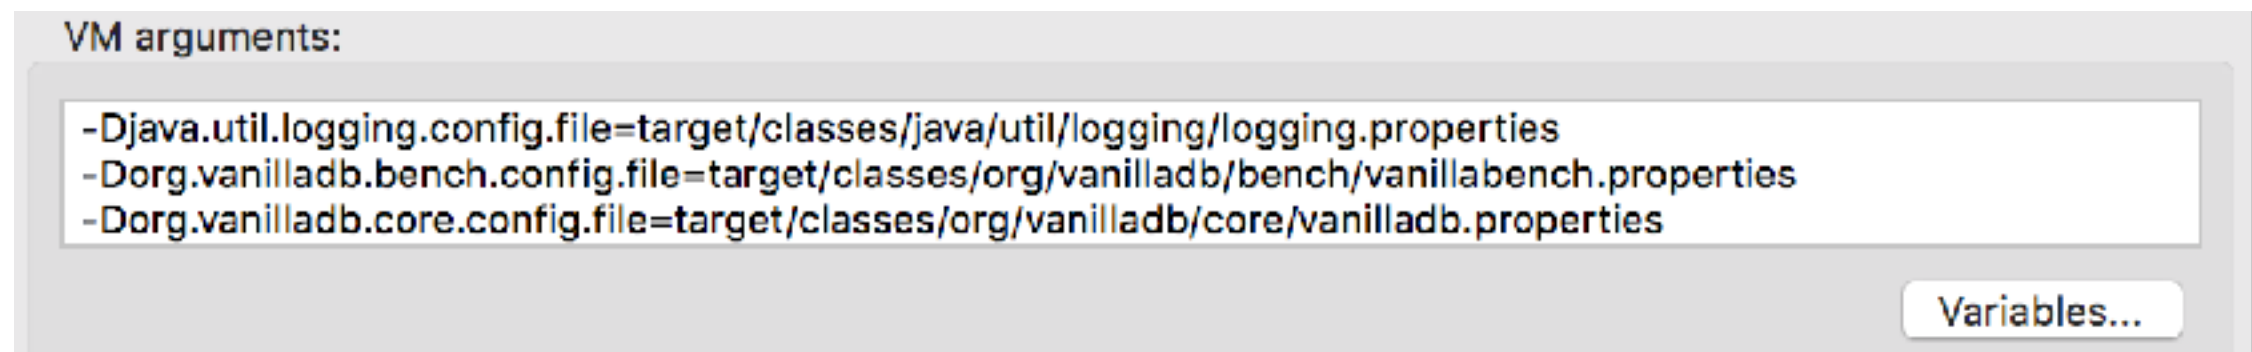 VM arguments:
-Djava.util.logging.config.file=target/classes/java/util/logging/logging.properties
-Dorg.vanilladb.bench.config.file=target/classes/org/vanilladb/bench/vanillabench.properties
-Dorg.vanilladb.core.config.file=target/classes/org/vanilladb/core/vanilladb.properties
Variables...